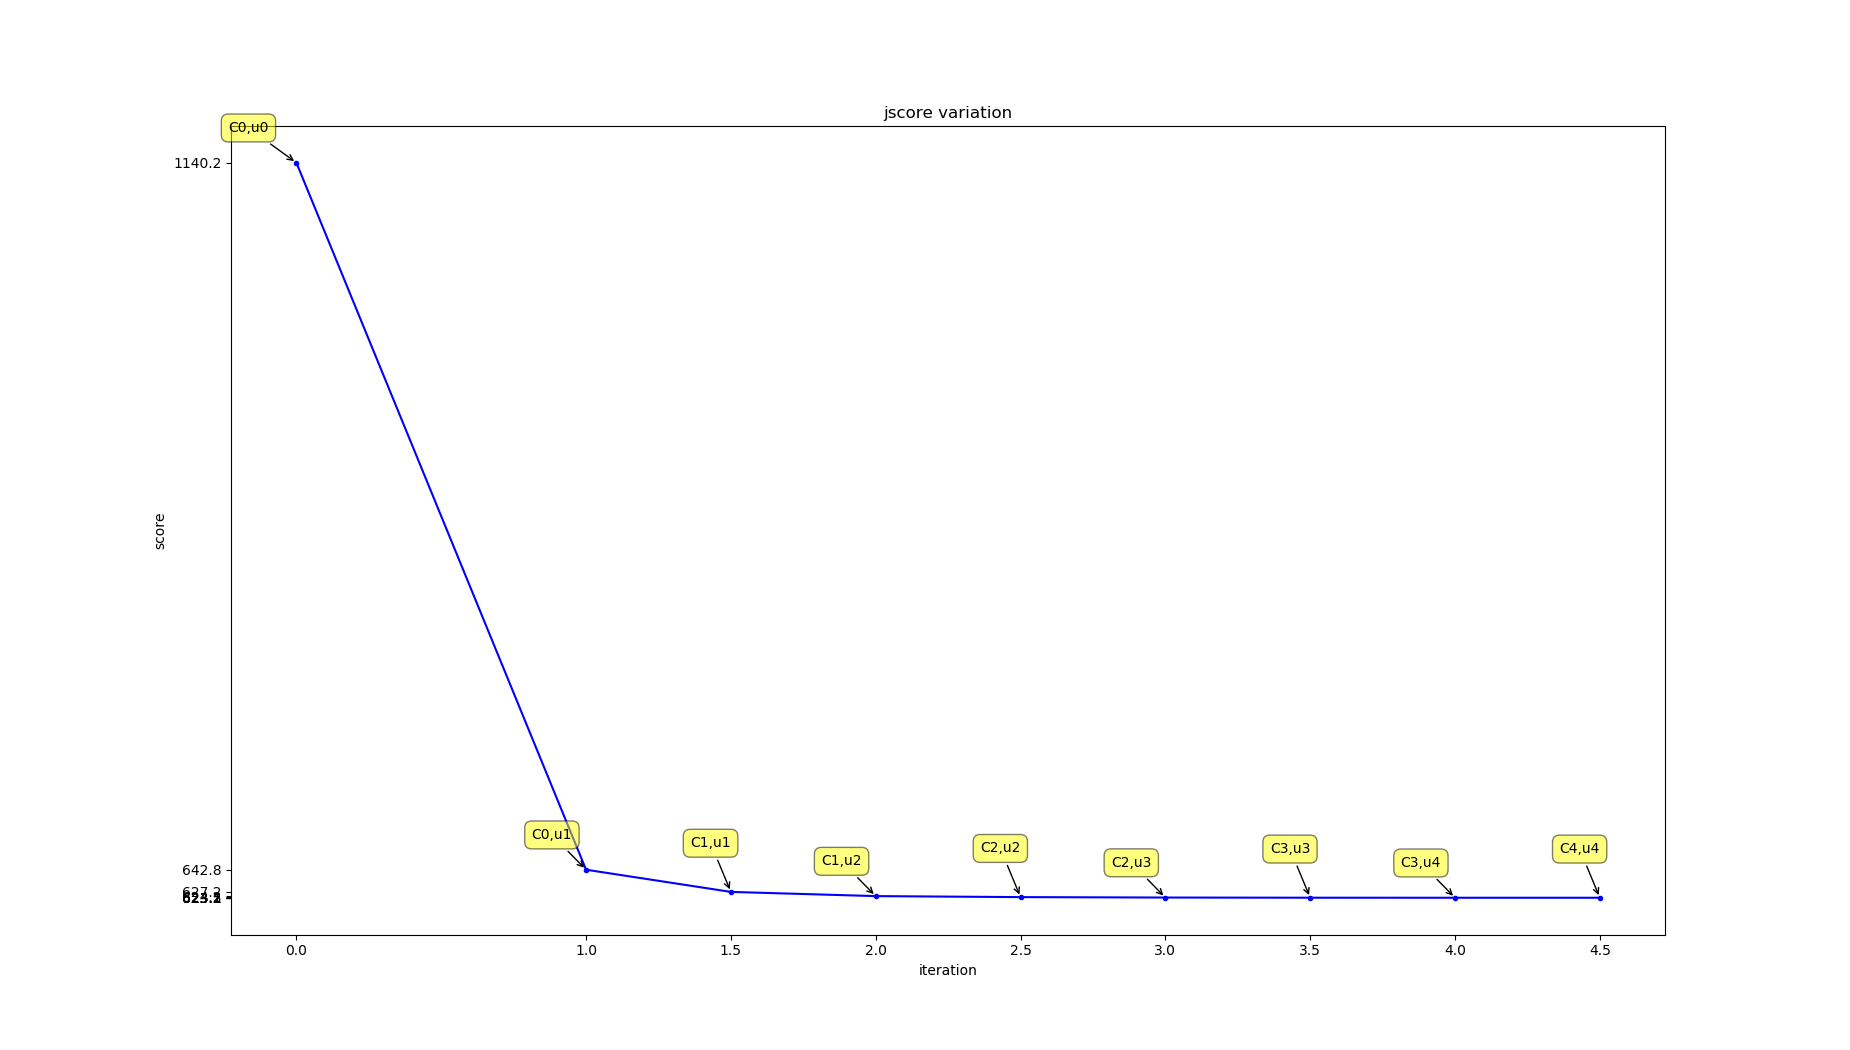 jscore variation
C0,u0
1140.2
score
C0,u1
C1,u1
C1,u2
C2,u2
C2,u3
C3,u3
C3,u4
C4,u4
642.8
627.2
0.0
1.0
1.5
2.0
2.5
3.0
3.5
4.0
4.5
iteration